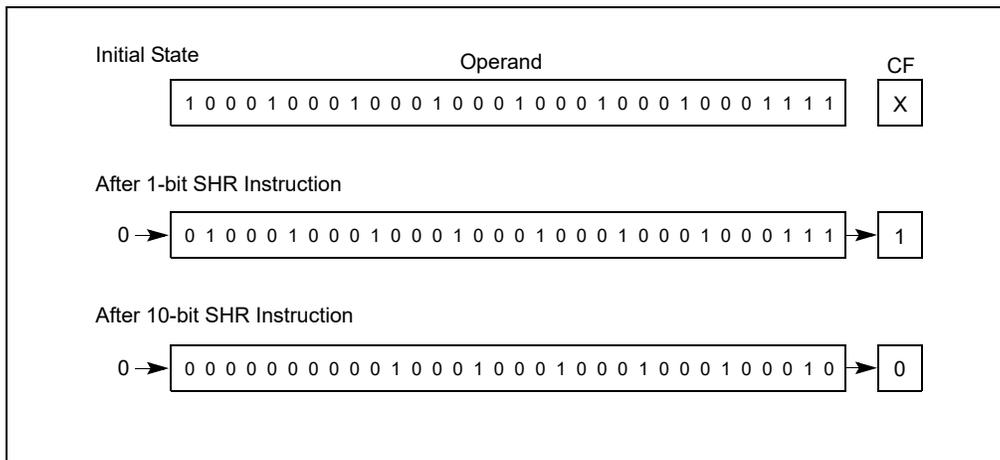 Initial State
Operand
CF
1 0 0 0 1 0 0 0 1 0 0 0 1 0 0 0 1 0 0 0 1 0 0 0 1 0 0 0 1 1 1 1 X
After 1-bit SHR Instruction
0 0 1 0 0 0 1 0 0 0 1 0 0 0 1 0 0 0 1 0 0 0 1 0 0 0 1 0 0 0 1 1 1 1
After 10-bit SHR Instruction
0 0 0 0 0 0 0 0 0 0 0 1 0 0 0 1 0 0 0 1 0 0 0 1 0 0 0 1 0 0 0 1 0 0